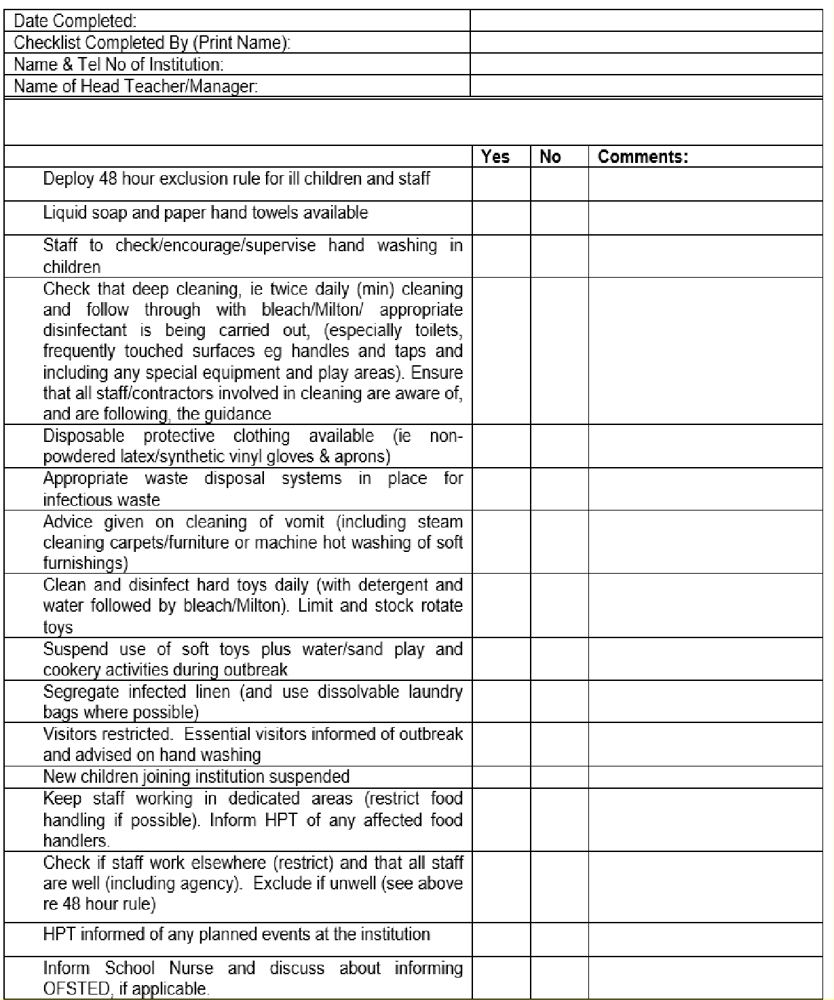 Date Completed:
Checklist Completed By (Print Name):
Name & Tel No of Institution:
Name of Head Teacher/Manager:
Yes No Comments:
Deploy 48 hour exclusion rule for ill children and staff
Liquid soap and paper hand towels available
Staff to check/encourage/supervise hand washing in
children
Check that deep cleaning, ie twice daily (min) cleaning
and follow through with bleach/Milton/ appropriate
disinfectant is being carried out, (especially toilets,
frequently touched surfaces eg handles and taps and
including any special equipment and play areas). Ensure
that all staff/contractors involved in cleaning are aware of,
and are following, the guidance
Disposable protective clothing available (ie non-
powdered latex/synthetic vinyl gloves & aprons)
Appropriate waste disposal systems in place for
infectious waste
Advice given on cleaning of vomit (including steam
cleaning carpets/furniture or machine hot washing of soft
furnishings)
Clean and disinfect hard toys daily (with detergent and
water followed by bleach/Milton). Limit and stock rotate
toys
Suspend use of soft toys plus water/sand play and
cookery activities during outbreak
Segregate infected linen (and use dissolvable laundry
bags where possible)
Visitors restricted.  Essential visitors informed of outbreak
and advised on hand washing
New children joining institution suspended
Keep staff working in dedicated areas (restrict food
handling if possible). Inform HPT of any affected food
handlers.
Check if staff work elsewhere (restrict) and that all staff
are well (including agency).  Exclude if unwell (see above
re 48 hour rule)
HPT informed of any planned events at the institution
Inform School Nurse and discuss about informing
OFSTED, if applicable.